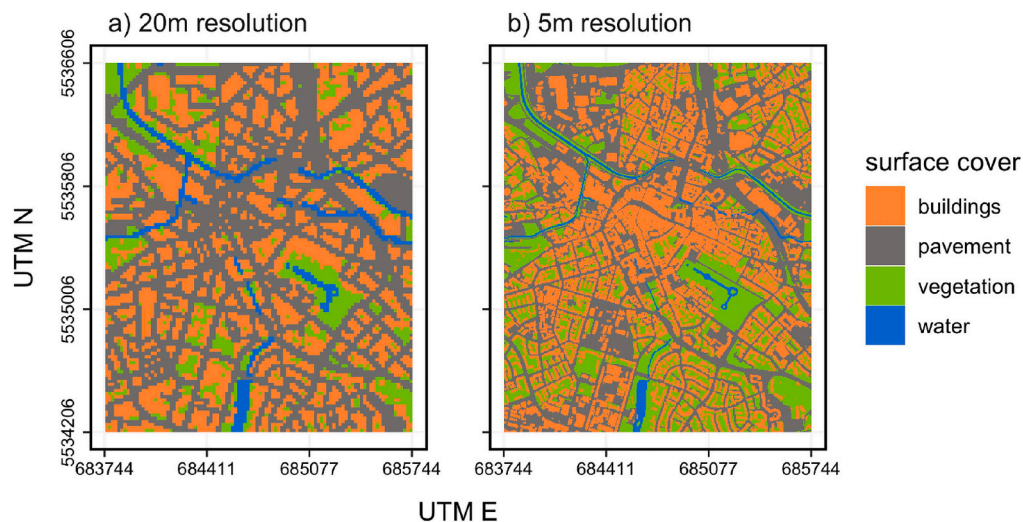 a) 20m resolution
b) 5m resolution
UTM N
5536606
5535806
5535006
5534206
683744
684411
685077
685744
683744
684411
685077
685744
UTM E
surface cover
buildings
pavement
vegetation
water